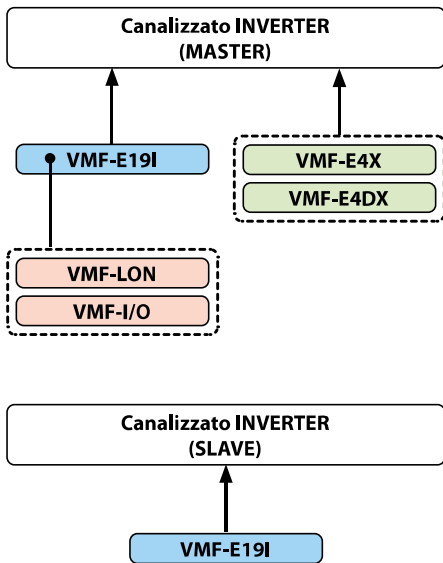 Canalizzato INVERTER
(MASTER)
VMF-E19I
VMF-E4X
VMF-E4DX
VMF-LON
VMF-I/O
Canalizzato INVERTER
(SLAVE)
VMF-E19I